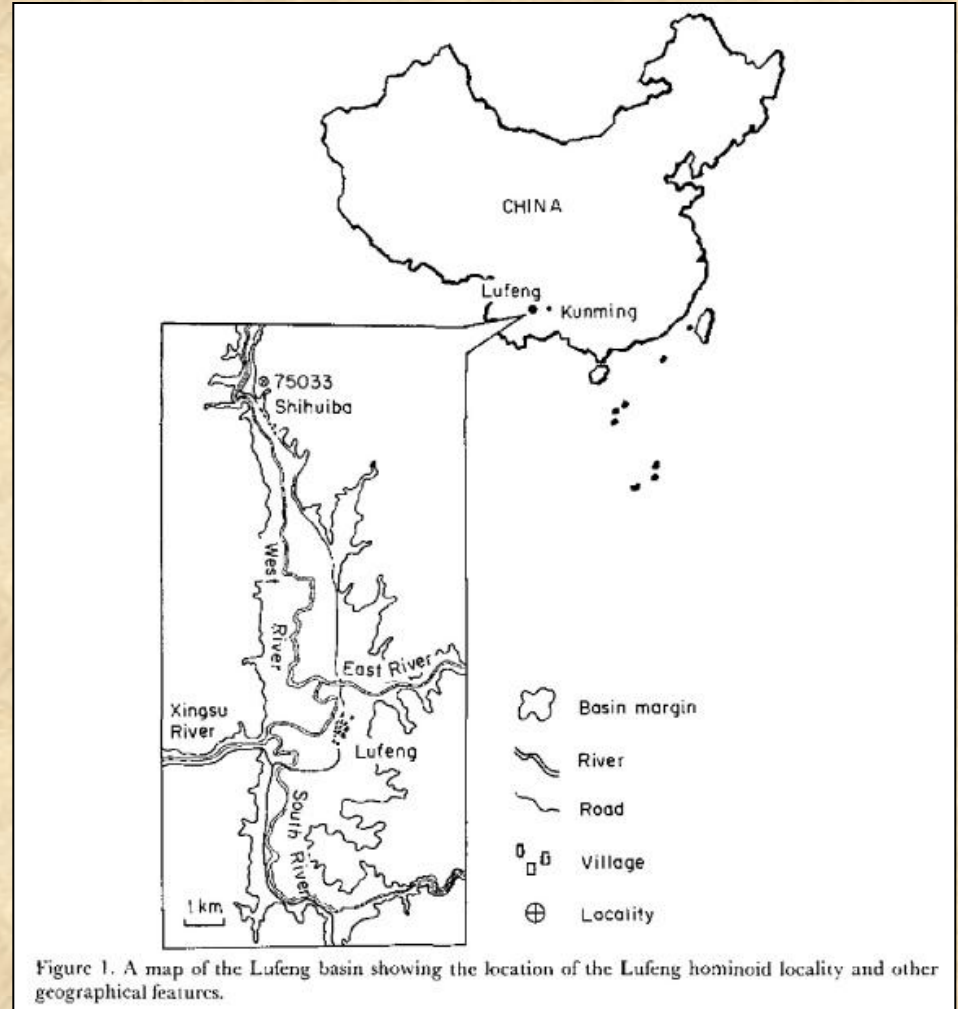 CHINA
Lufeng
Kunming
75033
Shihuiba
West
River
East River
Xingsu
River
Lufeng
South
River
1 km
Basin margin
River
Road
Village
Locality
Figure 1. A map of the Lufeng basin showing the location of the Lufeng hominoid locality and other
geographical features.